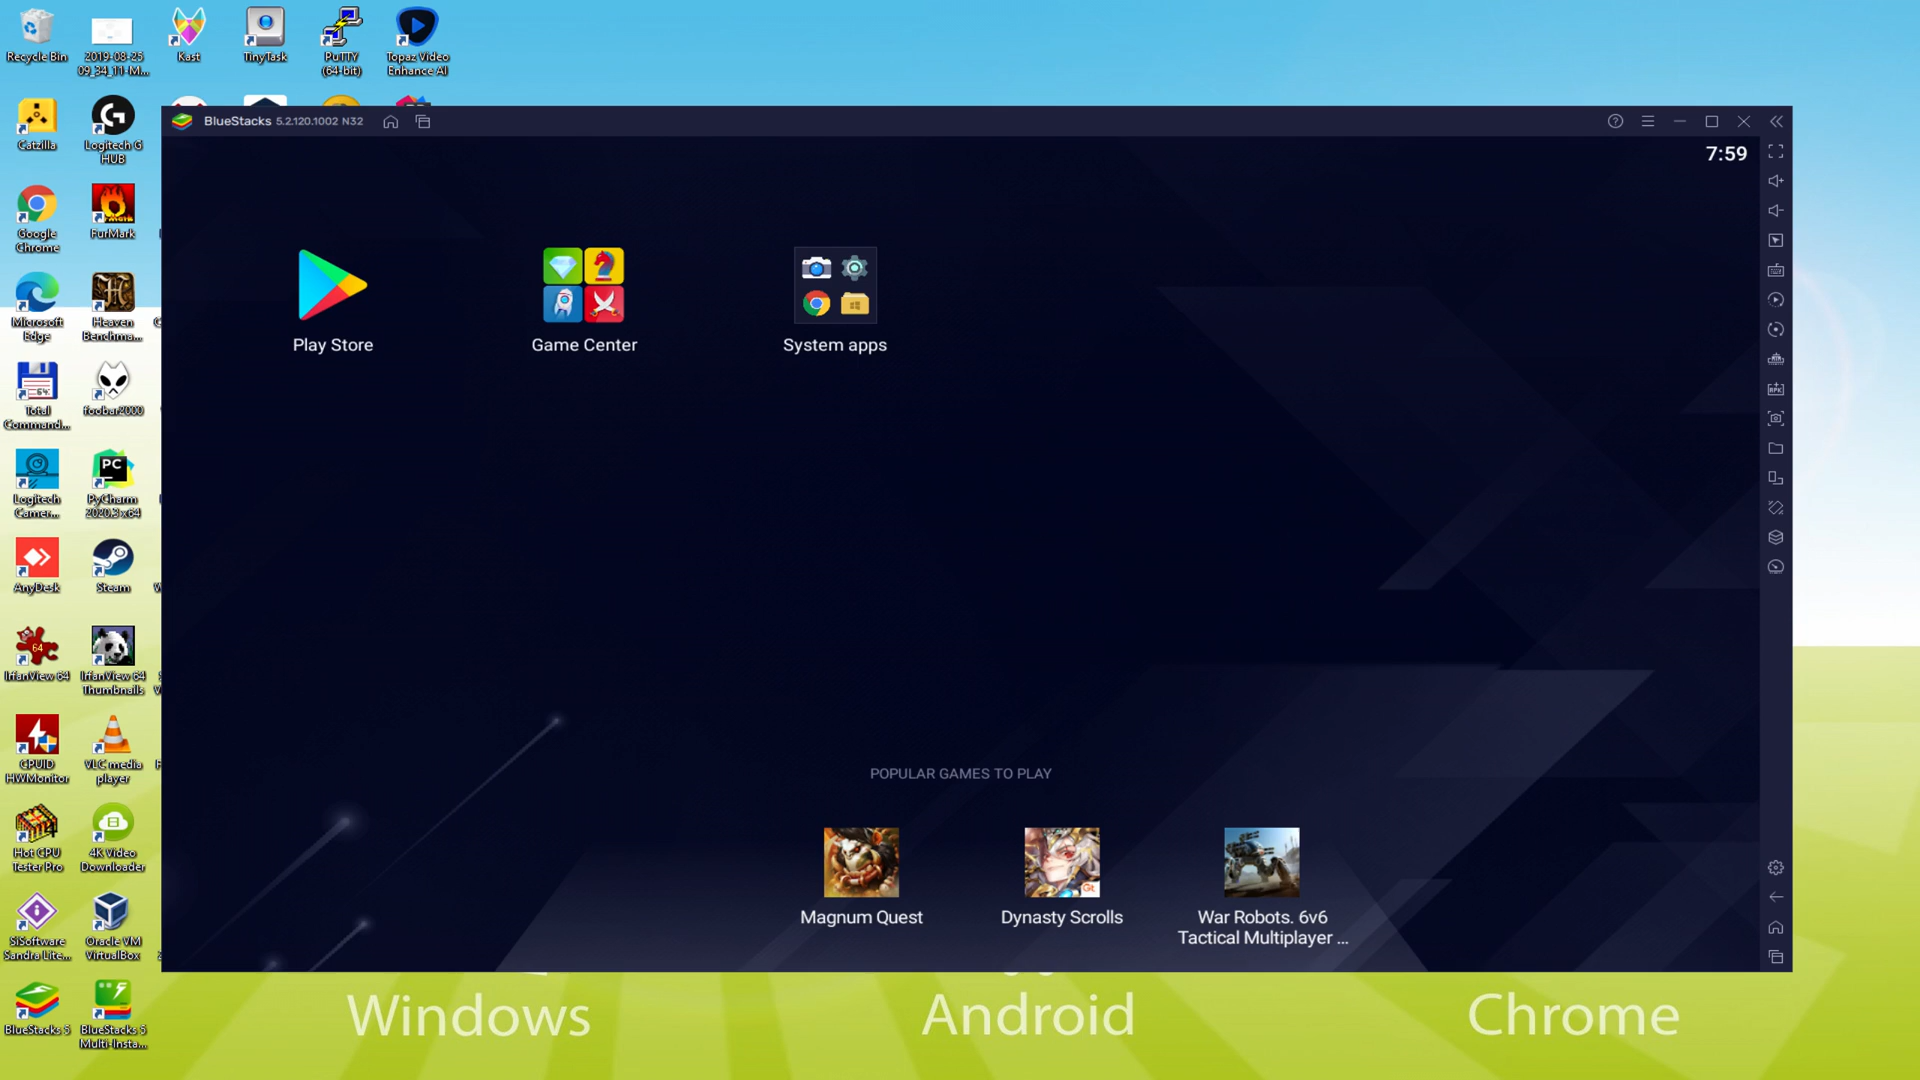 Recycle Bin
2019-08-25
09_34_11-M...
Kast
TinyTask
PuTTY
(64-bit)
Topaz Video
Enhance AI
Catzilla
Logitech G
HUB
Google
Chrome
FurMark
Microsoft
Edge
Heaven
Benchma...
64
Total
Command...
foobar2000
Logitech
Camer...
PC
PyCharm
2020.3 x64
AnyDesk
Steam
64
IrfanView 64
IrfanView 64
Thumbnails
CPUID
HWMonitor
VLC media
player
4
Hot CPU
Tester Pro
4K Video
Downloader
SiSoftware
Sandra Lite...
Oracle VM
VirtualBox
BlueStacks 5
BlueStacks 5
Multi-Insta...
BlueStacks 5.2.120.1002 N32
7:59
Play Store
Game Center
System apps
POPULAR GAMES TO PLAY
Magnum Quest
Dynasty Scrolls
War Robots. 6v6
Tactical Multiplayer ...
Windows
Android
Chrome